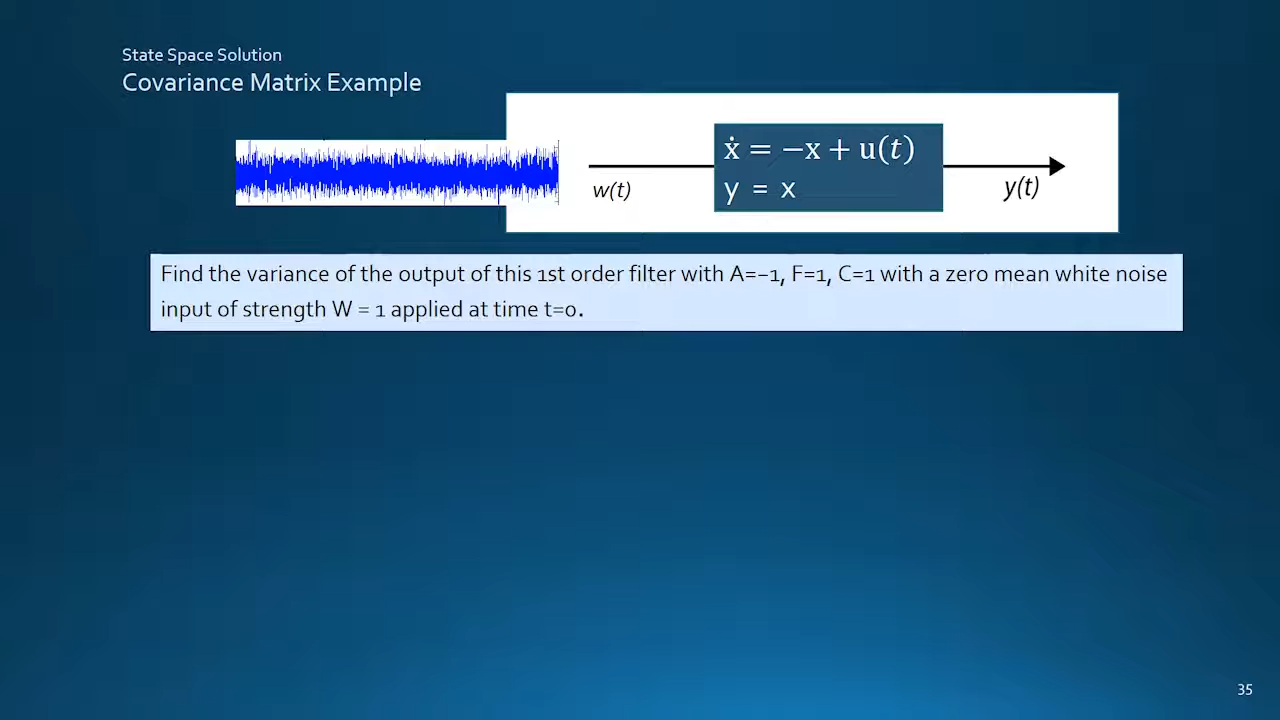 State Space Solution
Covariance Matrix Example
ẋ = −x + u(t)
w(t)
y = x
y(t)
Find the variance of the output of this 1st order filter with A=−1, F=1, C=1 with a zero mean white noise
input of strength W = 1 applied at time t=0.
35